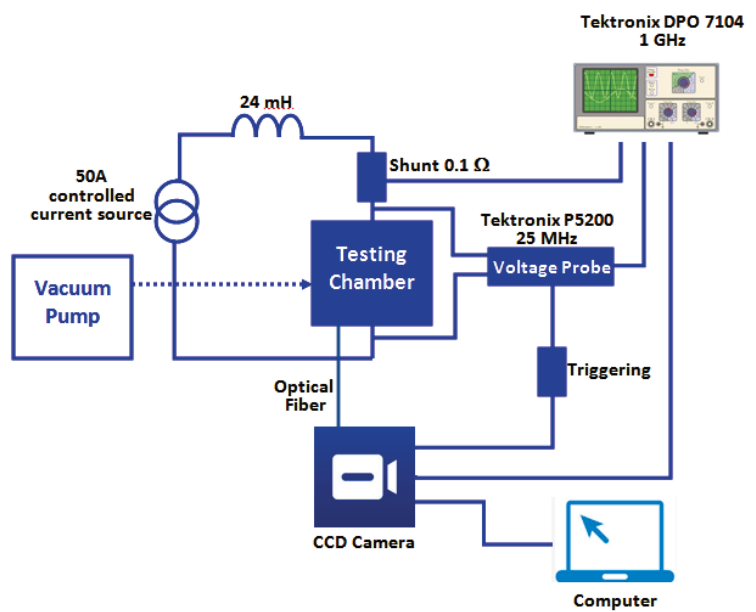 Tektronix DPO 7104
1 GHz
24 mH
Shunt 0.1 Ω
50A
controlled
current source
Tektronix P5200
25 MHz
Testing
Chamber
Voltage Probe
Vacuum
Pump
Triggering
Optical
Fiber
CCD Camera
Computer